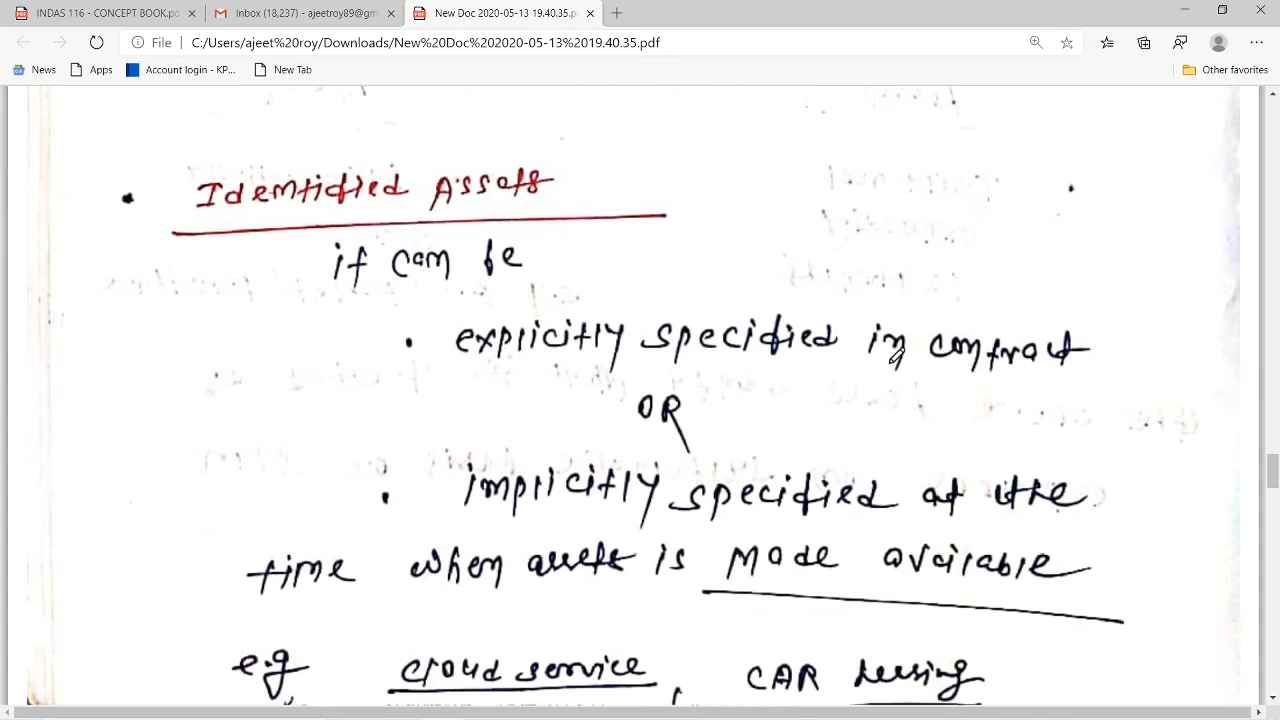 INDAS 116 - CONCEPT BOOK.pc
Inbox (18,237) - ajeetroy89@gm
New Doc 2020-05-13 19.40.35.p
File C:/Users/ajeet%20roy/Downloads/New%20Doc%202020-05-13%2019.40.35.pdf
News Apps Account login - KP... New Tab Other favorites
Identified Assets
if can be
• explicitly specified in contract
OR
• implicitly specified at the
time when assets is Made available
e.g cloud service, CAR leasing